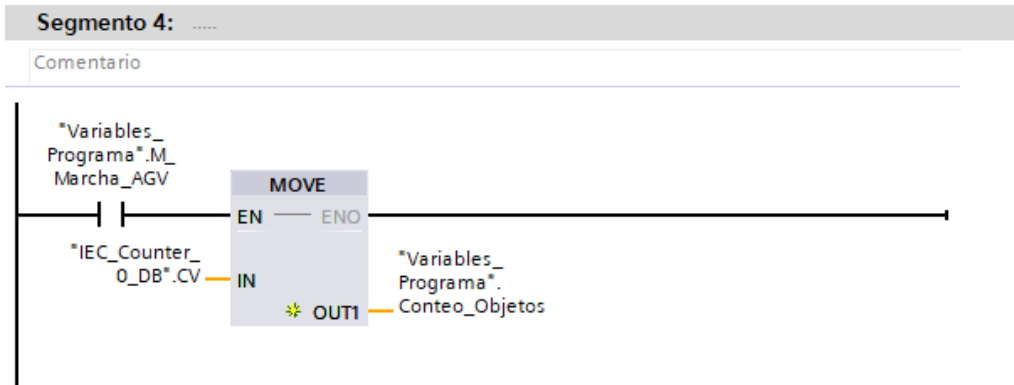 Segmento 4: .....
Comentario
"Variables_
Programa".M_
Marcha_AGV
MOVE
EN ENO
"IEC_Counter_
0_DB".CV
IN
"Variables_
Programa".
Conteo_Objetos
OUT1